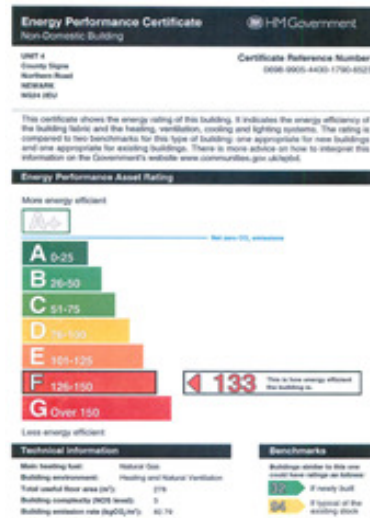 Energy Performance Certificate
HM Government
Non-Domestic Building
UNIT 4
County Signs
Northern Road
NEWARK
Certificate Reference Number
This certificate shows the energy rating of this building. It indicates the energy efficiency of
the building fabric and the heating, ventilation, cooling and lighting systems. The rating is
compared to two benchmarks for this type of building: one appropriate for new buildings
and one appropriate for existing buildings. There is more advice on how to interpret this
information on the Government's website www.communities.gov.uk/epbd.
Energy Performance Asset Rating
More energy efficient
A+
Net zero CO₂ emissions
A 0-25
B 26-50
C 51-75
D 76-100
E 101-125
F 126-150
133
This is how energy efficient
the building is.
G Over 150
Less energy efficient
Technical Information
Main heating fuel: Natural Gas
Building environment: Heating and Natural Ventilation
Total useful floor area (m²):
Building complexity (NOS level): 3
Building emission rate (kgCO₂/m²):
Benchmarks
Buildings similar to this one
could have ratings as follows:
If newly built
If typical of the
existing stock